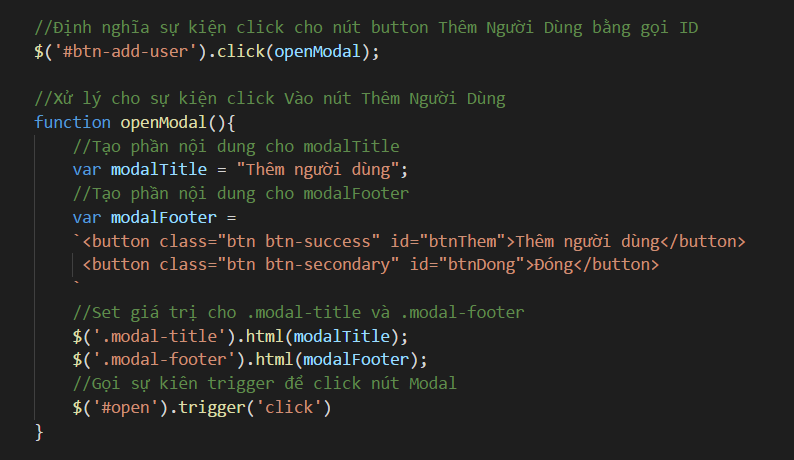 //Định nghĩa sự kiện click cho nút button Thêm Người Dùng bằng gọi ID
$('#btn-add-user').click(openModal);
//Xử lý cho sự kiện click Vào nút Thêm Người Dùng
function openModal(){
//Tạo phần nội dung cho modalTitle
var modalTitle = "Thêm người dùng";
//Tạo phần nội dung cho modalFooter
var modalFooter =
`<button class="btn btn-success" id="btnThem">Thêm người dùng</button>
<button class="btn btn-secondary" id="btnDong">Đóng</button>
`
//Set giá trị cho .modal-title và .modal-footer
$('.modal-title').html(modalTitle);
$('.modal-footer').html(modalFooter);
//Gọi sự kiên trigger để click nút Modal
$('#open').trigger('click')
}